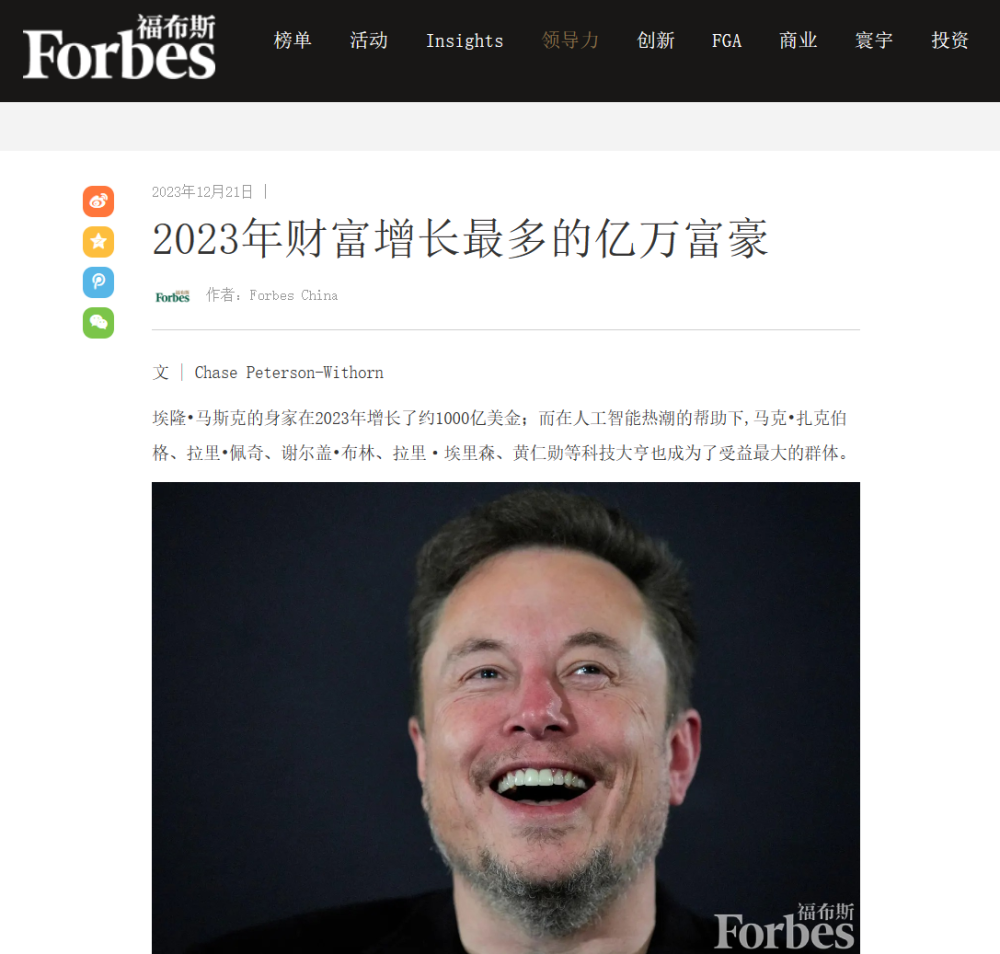 福布斯
Forbes
榜单 活动 Insights 领导力 创新 FGA 商业 寰宇 投资
2023年12月21日 |
2023年财富增长最多的亿万富豪
福布斯
Forbes 作者：Forbes China
文 | Chase Peterson-Withorn
埃隆•马斯克的身家在2023年增长了约1000亿美金；而在人工智能热潮的帮助下,马克•扎克伯
格、拉里•佩奇、谢尔盖•布林、拉里·埃里森、黄仁勋等科技大亨也成为了受益最大的群体。
福布斯
Forbes